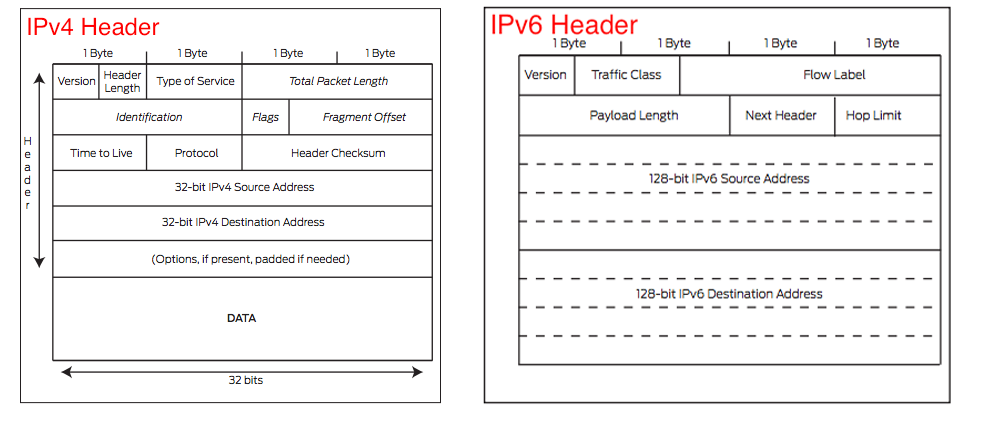 IPv4 Header
1 Byte 1 Byte 1 Byte 1 Byte
Version Header Length Type of Service Total Packet Length
Identification Flags Fragment Offset
Time to Live Protocol Header Checksum
32-bit IPv4 Source Address
32-bit IPv4 Destination Address
(Options, if present, padded if needed)
DATA
32 bits
Header
IPv6 Header
1 Byte 1 Byte 1 Byte 1 Byte
Version Traffic Class Flow Label
Payload Length Next Header Hop Limit
128-bit IPv6 Source Address
128-bit IPv6 Destination Address